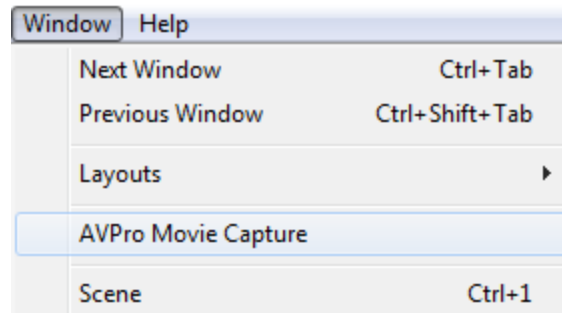 Window Help
Next Window Ctrl+Tab
Previous Window Ctrl+Shift+Tab
Layouts
AVPro Movie Capture
Scene Ctrl+1